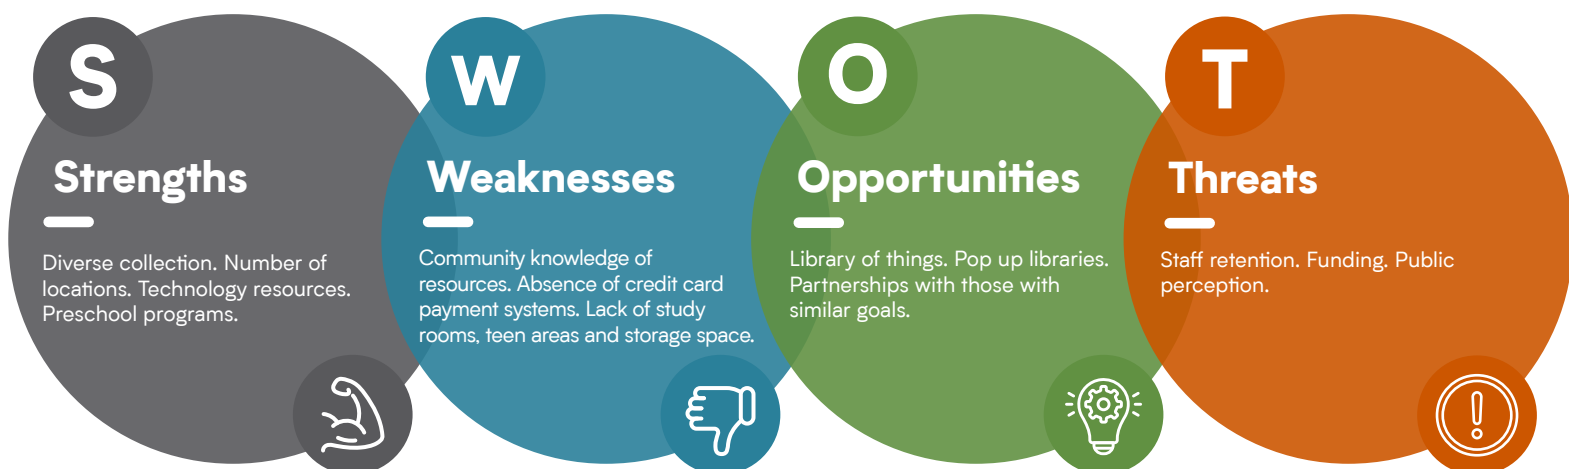 S
Strengths
Diverse collection. Number of
locations. Technology resources.
Preschool programs.
W
Weaknesses
Community knowledge of
resources. Absence of credit card
payment systems. Lack of study
rooms, teen areas and storage space.
O
Opportunities
Library of things. Pop up libraries.
Partnerships with those with
similar goals.
T
Threats
Staff retention. Funding. Public
perception.